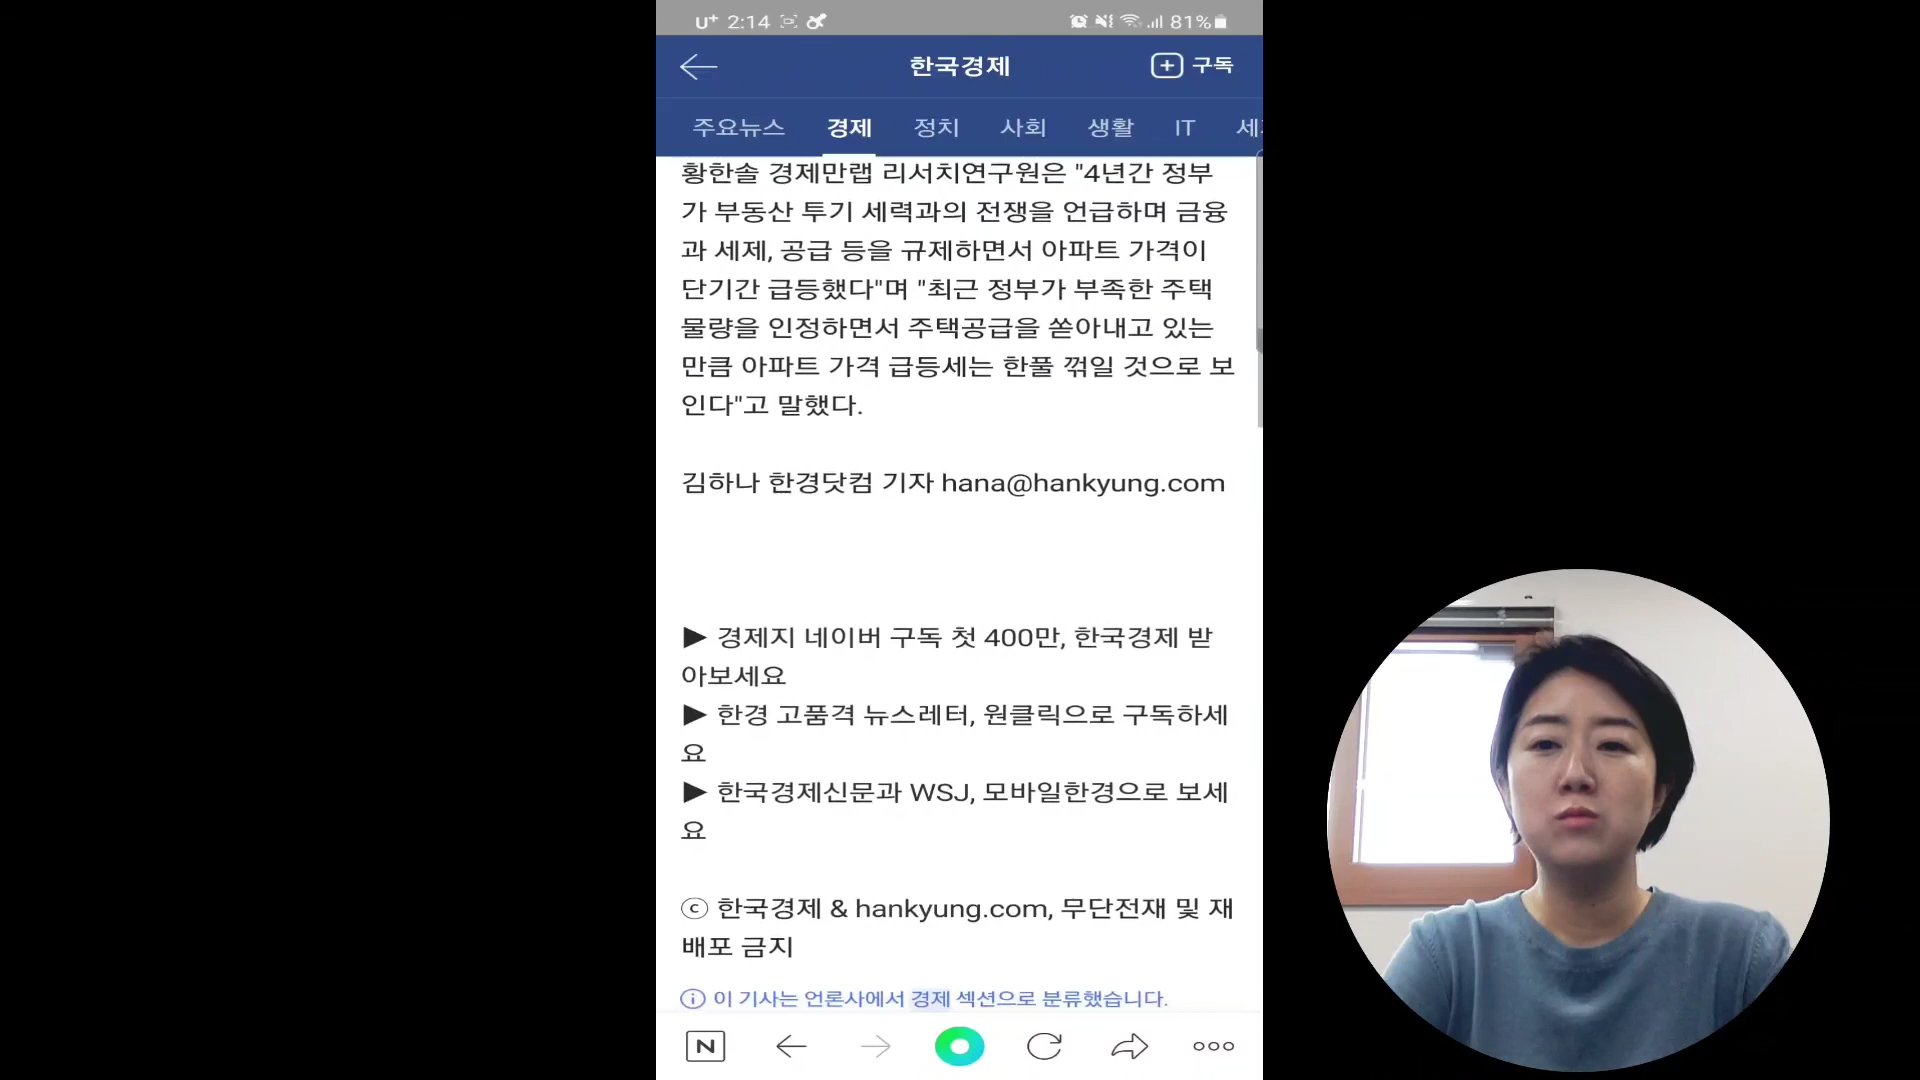 U⁺ 2:14 81%
한국경제 구독
주요뉴스 경제 정치 사회 생활 IT
황한솔 경제만랩 리서치연구원은 "4년간 정부
가 부동산 투기 세력과의 전쟁을 언급하며 금융
과 세제, 공급 등을 규제하면서 아파트 가격이
단기간 급등했다"며 "최근 정부가 부족한 주택
물량을 인정하면서 주택공급을 쏟아내고 있는
만큼 아파트 가격 급등세는 한풀 꺾일 것으로 보
인다"고 말했다.
김하나 한경닷컴 기자 hana@hankyung.com
▶ 경제지 네이버 구독 첫 400만, 한국경제 받
아보세요
▶ 한경 고품격 뉴스레터, 원클릭으로 구독하세
요
▶ 한국경제신문과 WSJ, 모바일한경으로 보세
요
ⓒ 한국경제 & hankyung.com, 무단전재 및 재
배포 금지
이 기사는 언론사에서 경제 섹션으로 분류했습니다.
N